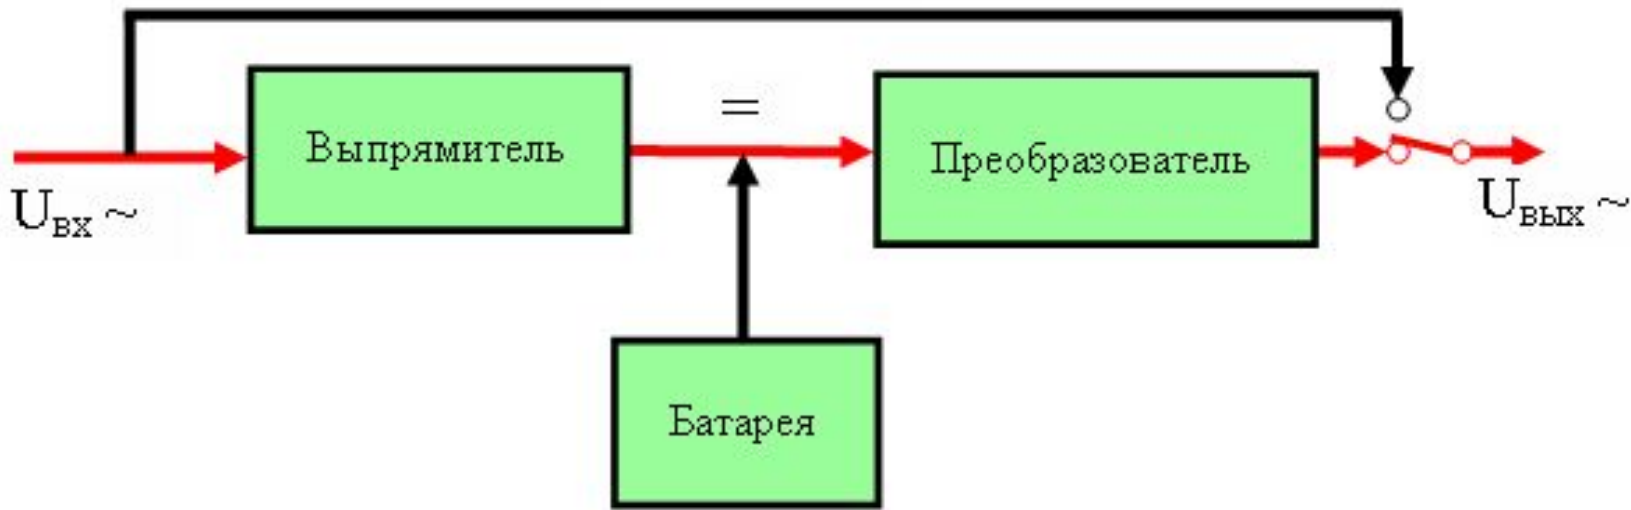 =
Выпрямитель
Преобразователь
Uвх ~
Uвых ~
Батарея